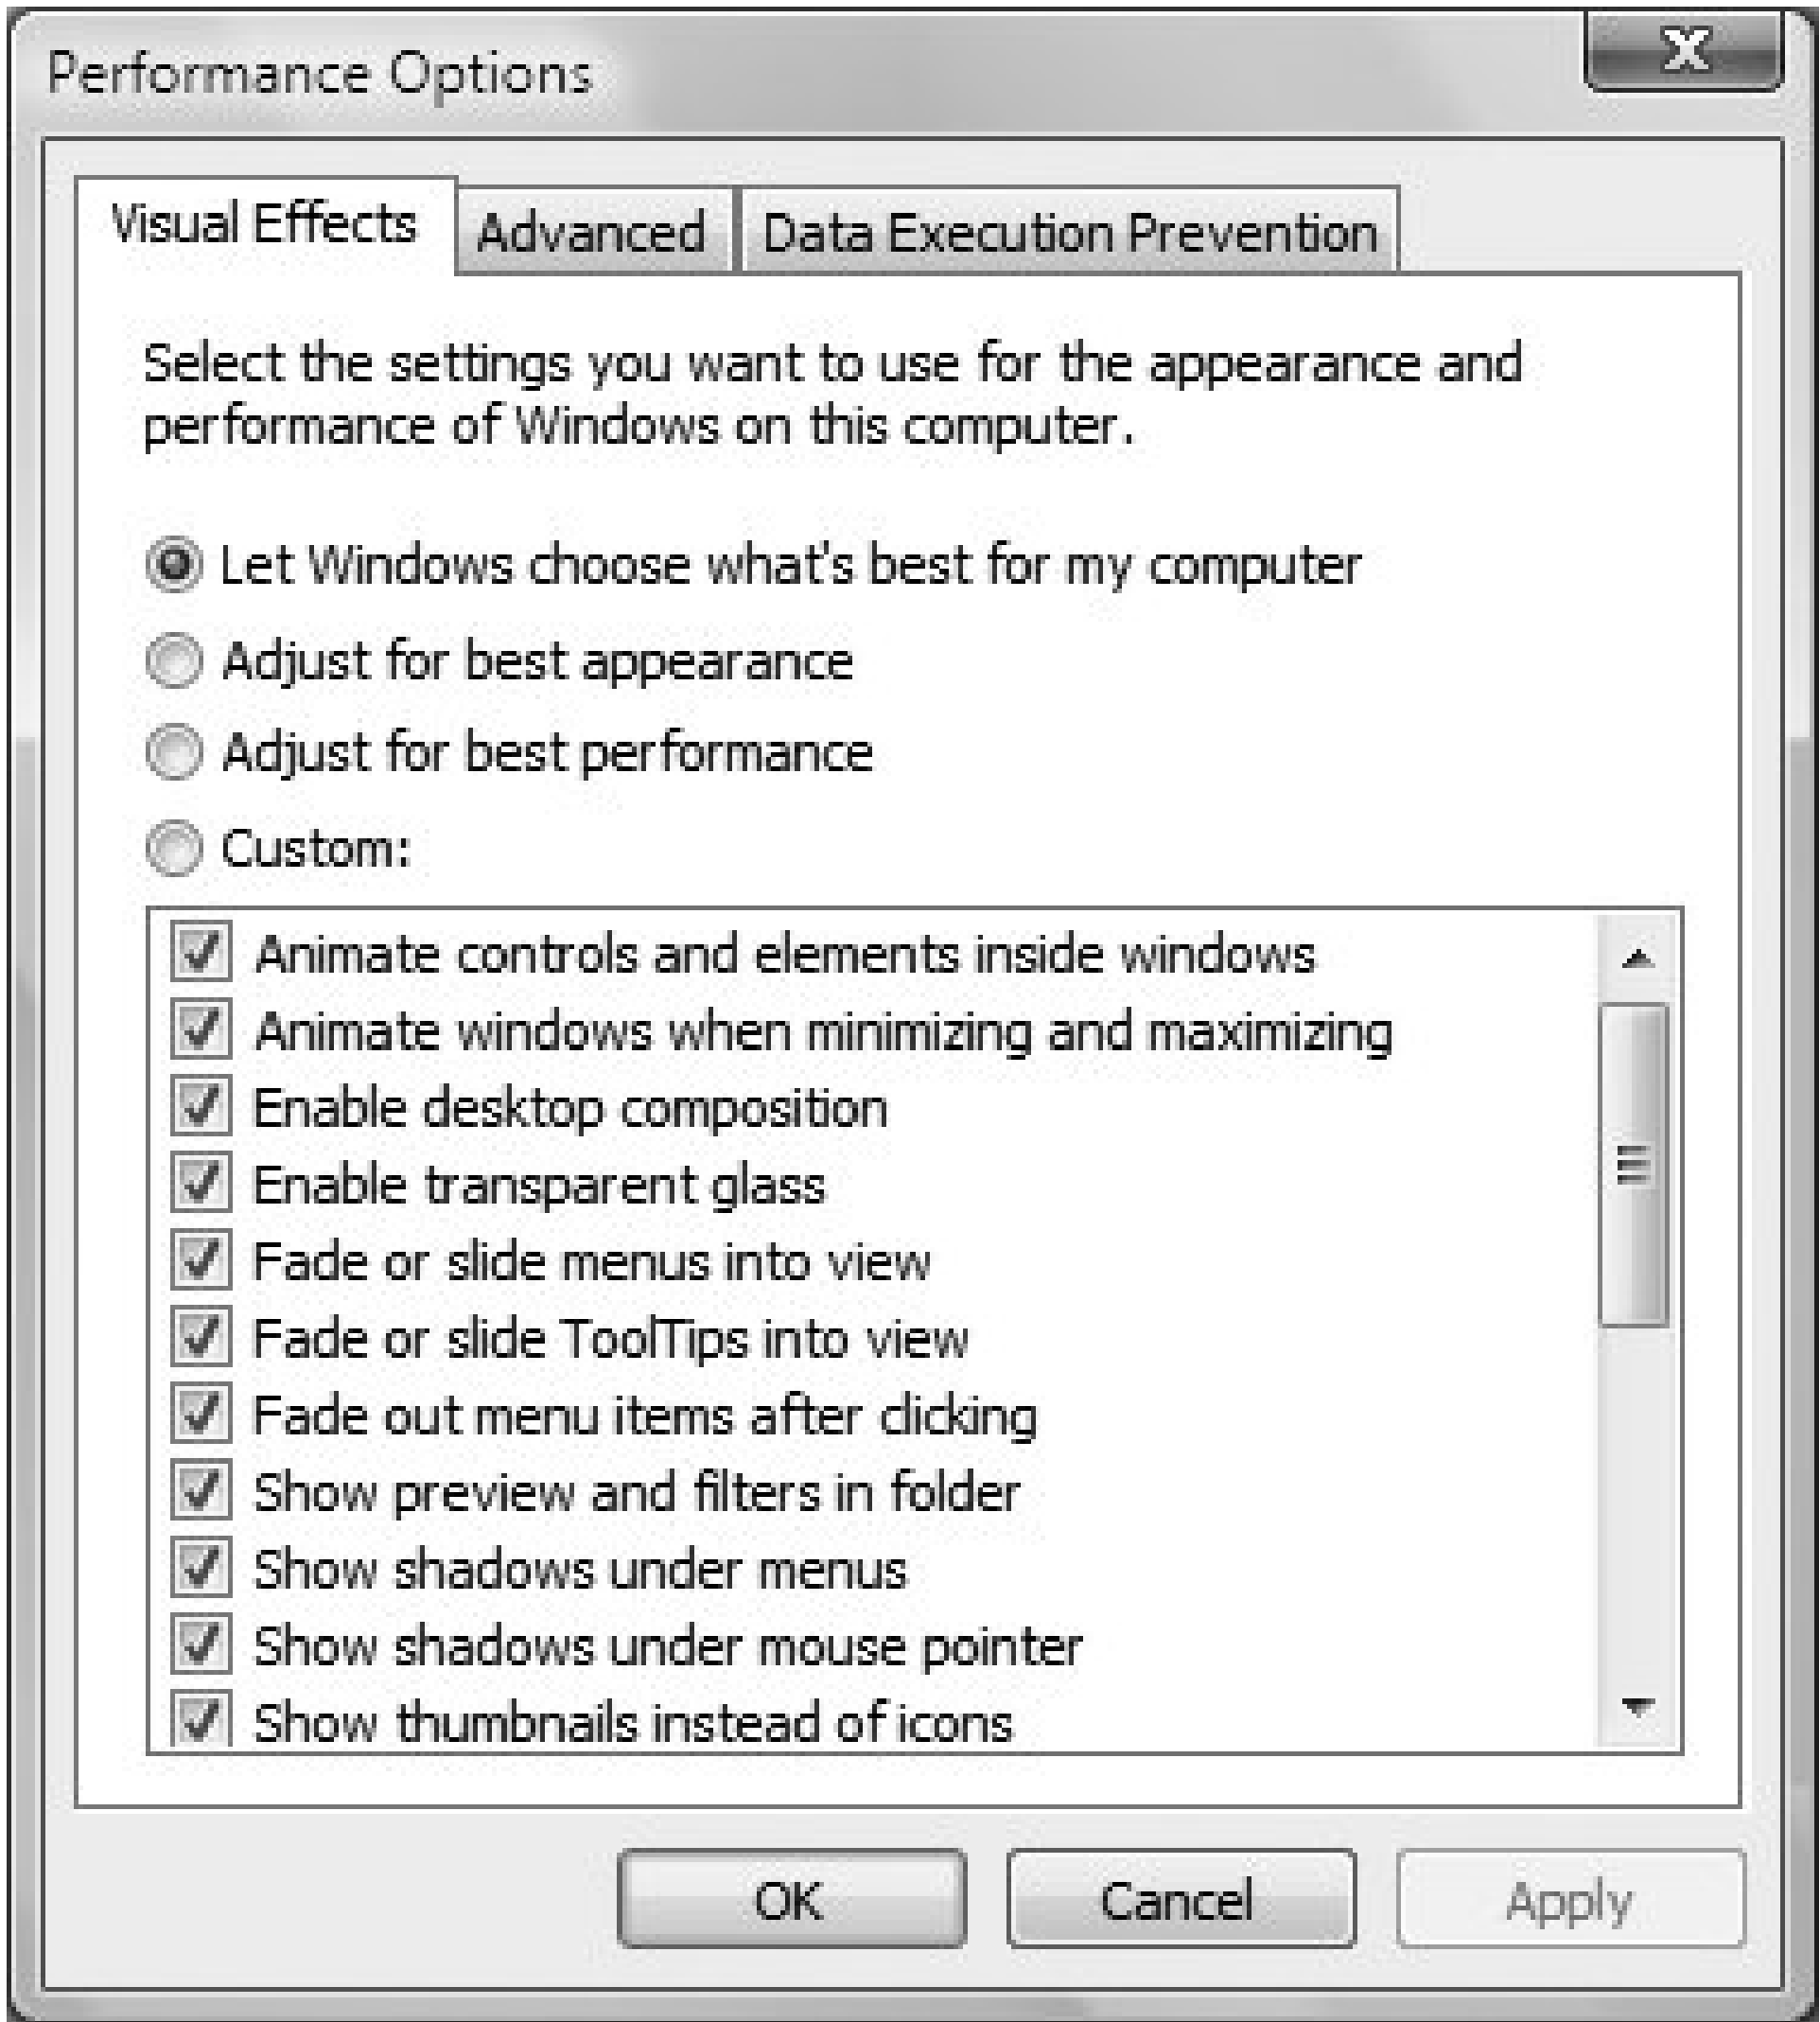 Performance Options
Visual Effects
Advanced
Data Execution Prevention
Select the settings you want to use for the appearance and
performance of Windows on this computer.
Let Windows choose what's best for my computer
Adjust for best appearance
Adjust for best performance
Custom:
Animate controls and elements inside windows
Animate windows when minimizing and maximizing
Enable desktop composition
Enable transparent glass
Fade or slide menus into view
Fade or slide ToolTips into view
Fade out menu items after clicking
Show preview and filters in folder
Show shadows under menus
Show shadows under mouse pointer
Show thumbnails instead of icons
OK
Cancel
Apply